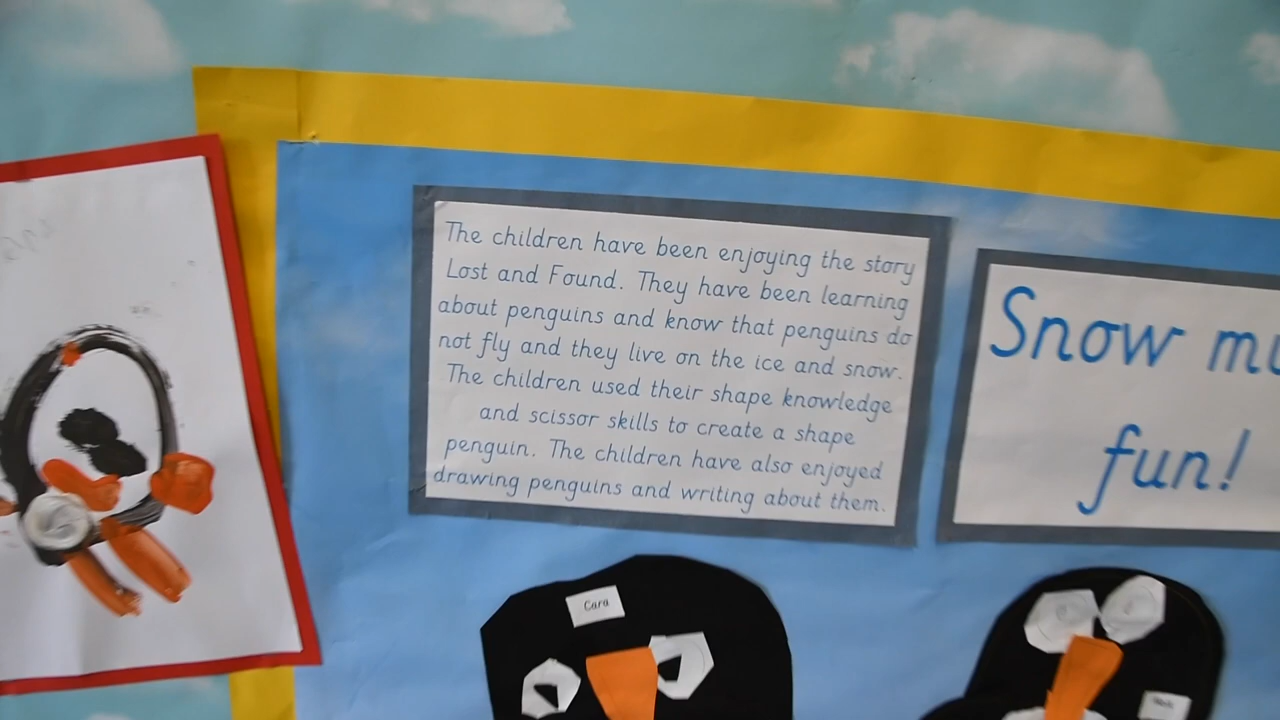 The children have been enjoying the story
Lost and Found. They have been learning
about penguins and know that penguins do
not fly and they live on the ice and snow.
The children used their shape knowledge
and scissor skills to create a shape
penguin. The children have also enjoyed
drawing penguins and writing about them.
Snow
fun!
Cara